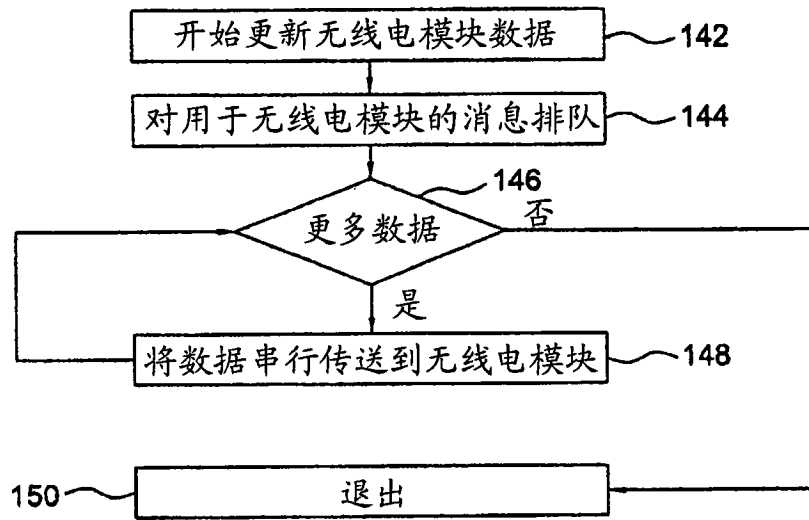 开始更新无线电模块数据
142
对用于无线电模块的消息排队
144
146
更多数据
否
是
将数据串行传送到无线电模块
148
150
退出